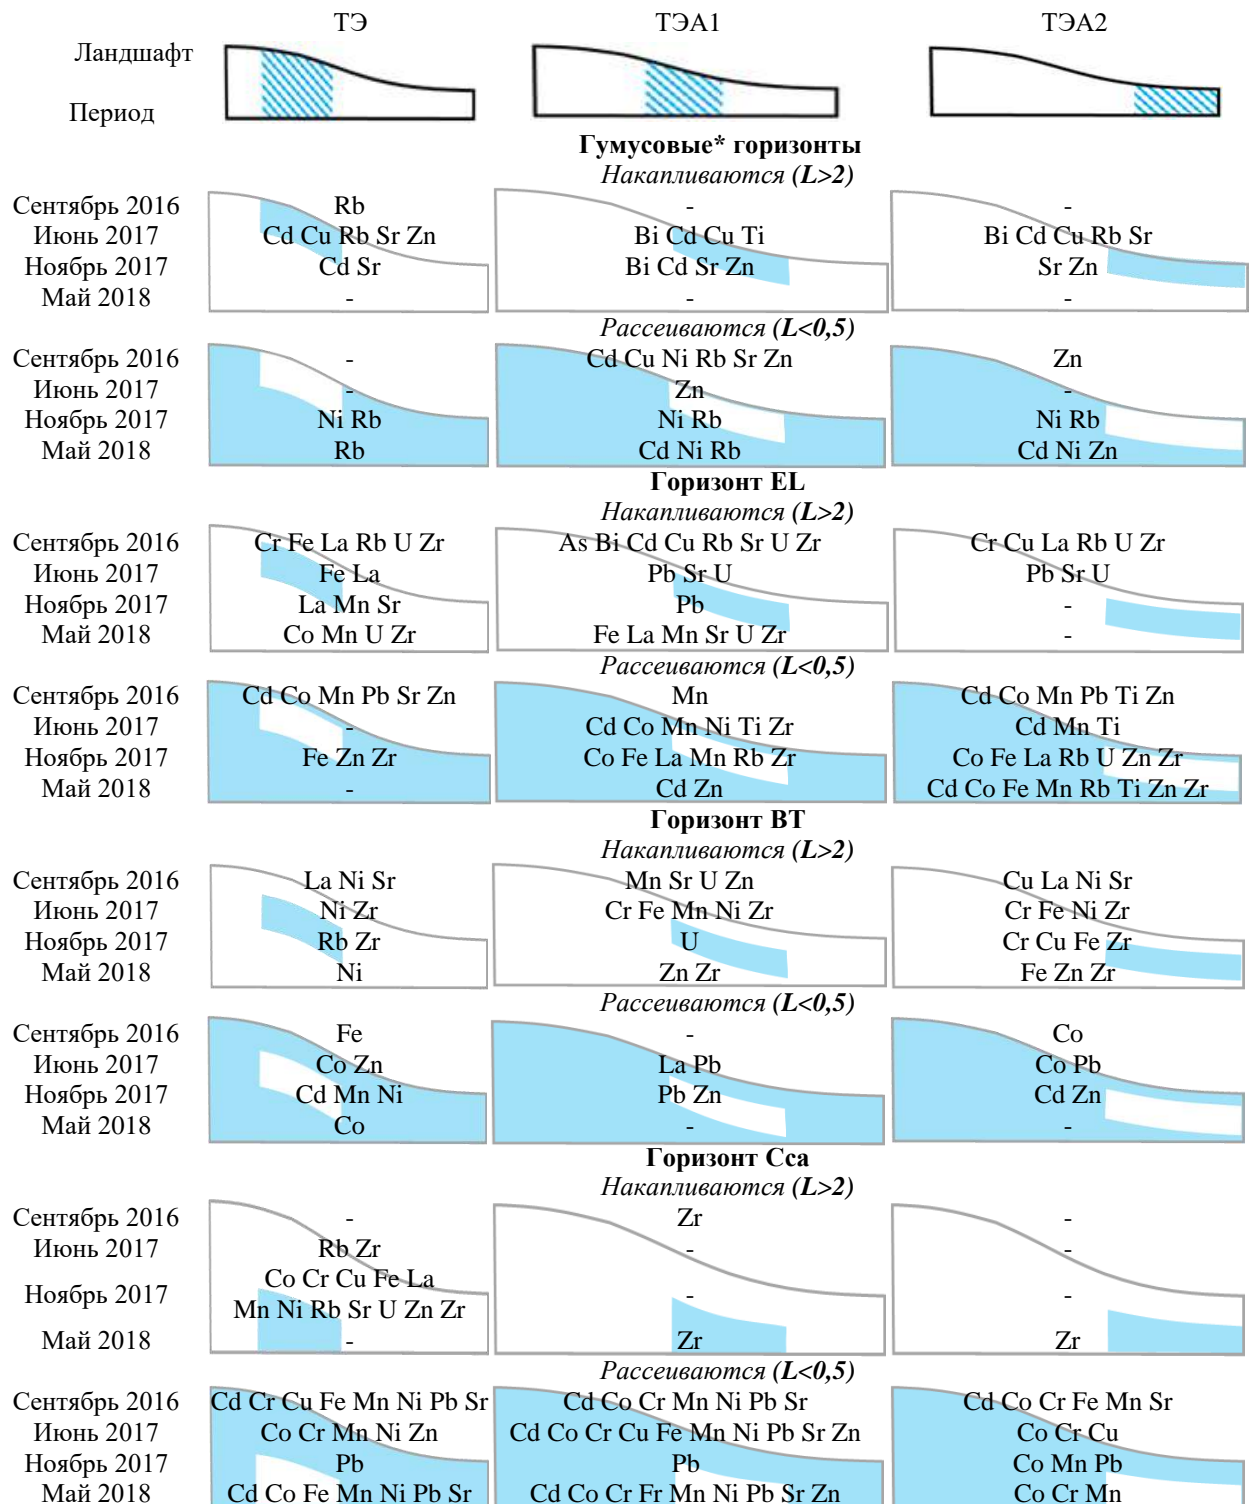 ТЭ ТЭА1 ТЭА2
Ландшафт
Период
Гумусовые* горизонты
Накапливаются (L>2)
Сентябрь 2016 Rb - -
Июнь 2017 Cd Cu Rb Sr Zn Bi Cd Cu Ti Bi Cd Cu Rb Sr
Ноябрь 2017 Cd Sr Bi Cd Sr Zn Sr Zn
Май 2018 - - -
Рассеиваются (L<0,5)
Сентябрь 2016 - Cd Cu Ni Rb Sr Zn Zn
Июнь 2017 - Zn -
Ноябрь 2017 Ni Rb Ni Rb Ni Rb
Май 2018 Rb Cd Ni Rb Cd Ni Zn
Горизонт EL
Накапливаются (L>2)
Сентябрь 2016 Cr Fe La Rb U Zr As Bi Cd Cu Rb Sr U Zr Cr Cu La Rb U Zr
Июнь 2017 Fe La Pb Sr U Pb Sr U
Ноябрь 2017 La Mn Sr Pb -
Май 2018 Co Mn U Zr Fe La Mn Sr U Zr -
Рассеиваются (L<0,5)
Сентябрь 2016 Cd Co Mn Pb Sr Zn Mn Cd Co Mn Pb Ti Zn
Июнь 2017 - Cd Co Mn Ni Ti Zr Cd Mn Ti
Ноябрь 2017 Fe Zn Zr Co Fe La Mn Rb Zr Co Fe La Rb U Zn Zr
Май 2018 - Cd Zn Cd Co Fe Mn Rb Ti Zn Zr
Горизонт BT
Накапливаются (L>2)
Сентябрь 2016 La Ni Sr Mn Sr U Zn Cu La Ni Sr
Июнь 2017 Ni Zr Cr Fe Mn Ni Zr Cr Fe Ni Zr
Ноябрь 2017 Rb Zr U Cr Cu Fe Zr
Май 2018 Ni Zn Zr Fe Zn Zr
Рассеиваются (L<0,5)
Сентябрь 2016 Fe - Co
Июнь 2017 Co Zn La Pb Co Pb
Ноябрь 2017 Cd Mn Ni Pb Zn Cd Zn
Май 2018 Co - -
Горизонт Cca
Накапливаются (L>2)
Сентябрь 2016 - Zr -
Июнь 2017 Rb Zr - -
Co Cr Cu Fe La
Ноябрь 2017 - -
Mn Ni Rb Sr U Zn Zr
Май 2018 - Zr Zr
Рассеиваются (L<0,5)
Сентябрь 2016 Cd Cr Cu Fe Mn Ni Pb Sr Cd Co Cr Mn Ni Pb Sr Cd Co Cr Fe Mn Sr
Июнь 2017 Co Cr Mn Ni Zn Cd Co Cr Cu Fe Mn Ni Pb Sr Zn Co Cr Cu
Ноябрь 2017 Pb Pb Co Mn Pb
Май 2018 Cd Co Fe Mn Ni Pb Sr Cd Co Cr Fr Mn Ni Pb Sr Zn Co Cr Mn